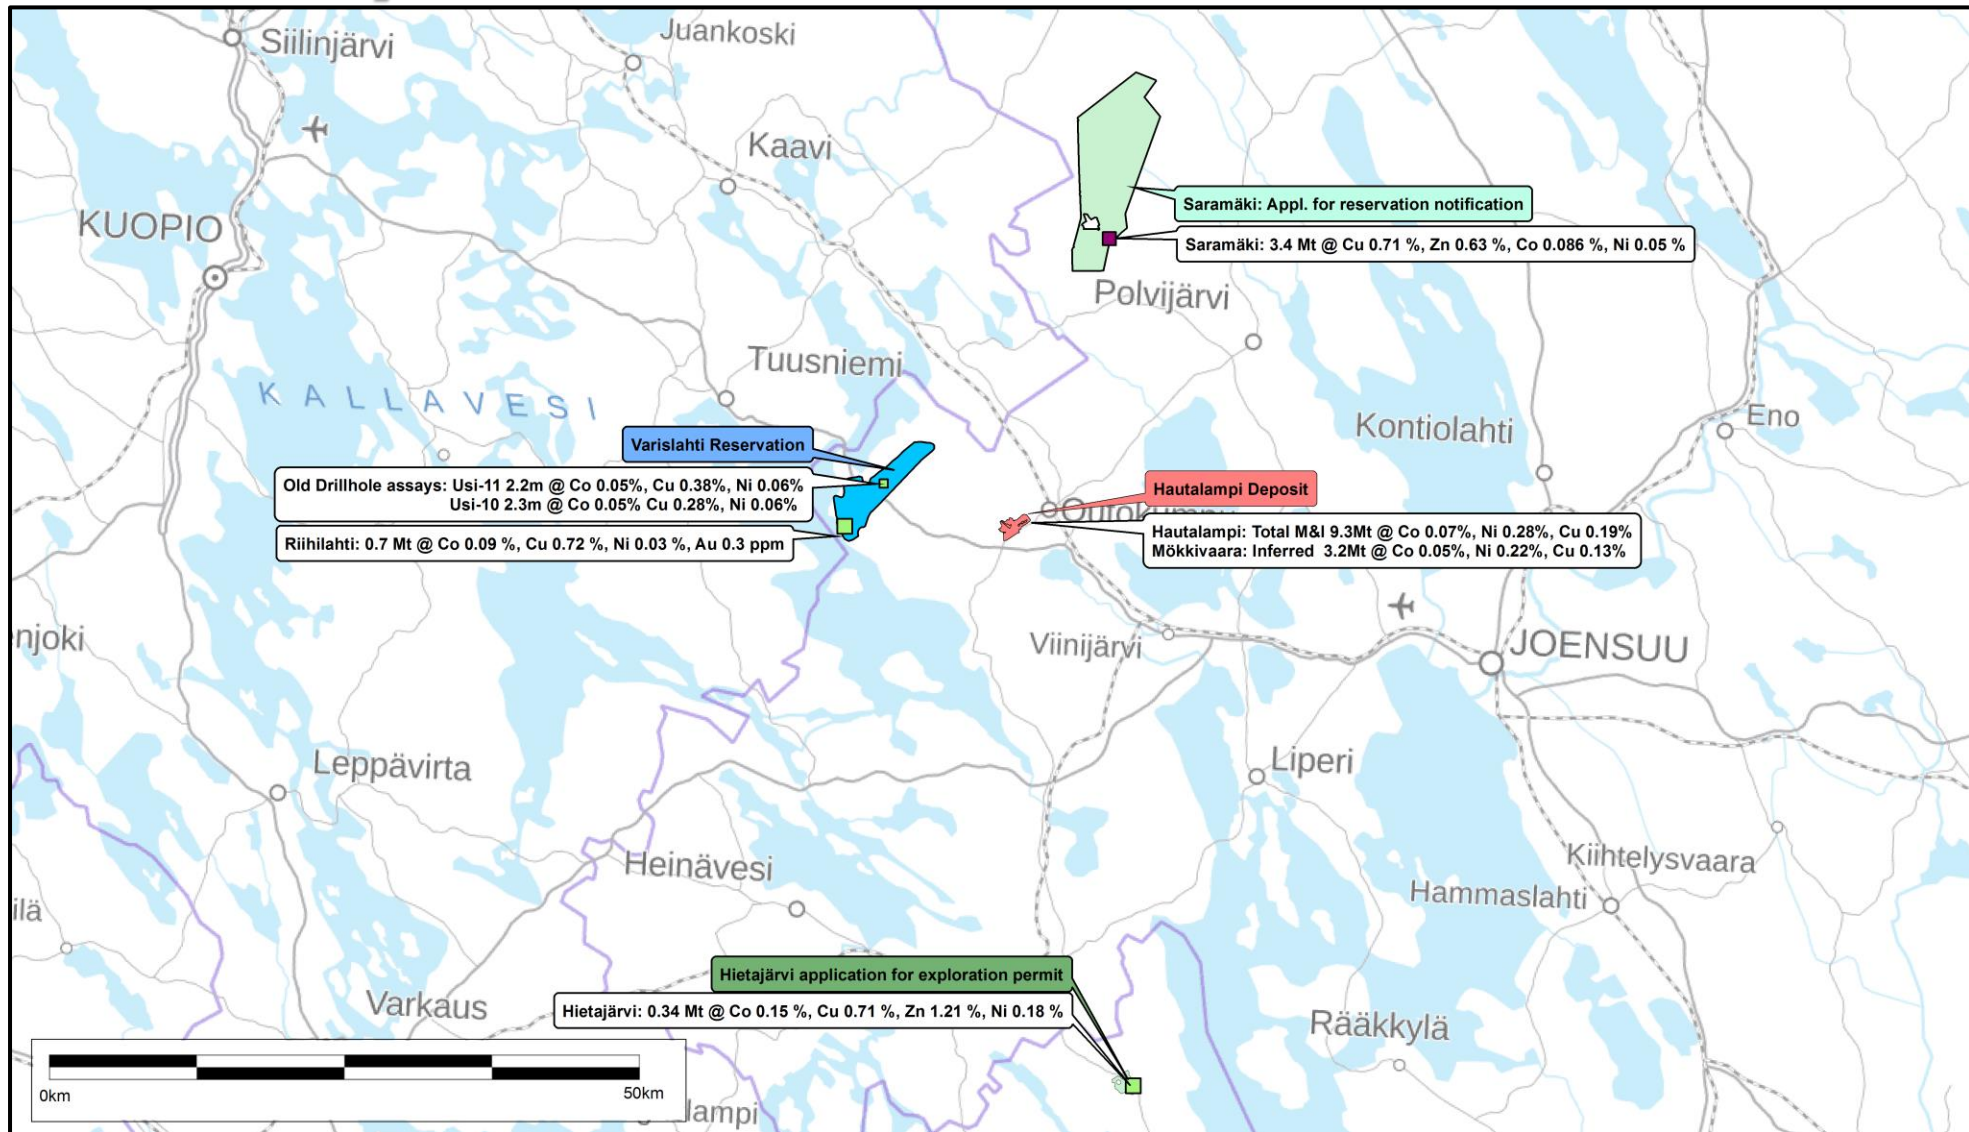 Siilinjärvi
Juankoski
Kaavi
KUOPIO
Saramäki: Appl. for reservation notification
Saramäki: 3.4 Mt @ Cu 0.71 %, Zn 0.63 %, Co 0.086 %, Ni 0.05 %
Polvijärvi
Tuusniemi
KALLAVESI
Kontiolahti
Eno
Varislahti Reservation
Old Drillhole assays: Usi-11 2.2m @ Co 0.05%, Cu 0.38%, Ni 0.06%
Usi-10 2.3m @ Co 0.05% Cu 0.28%, Ni 0.06%
Riihilahti: 0.7 Mt @ Co 0.09 %, Cu 0.72 %, Ni 0.03 %, Au 0.3 ppm
Hautalampi Deposit
Hautalampi: Total M&I 9.3Mt @ Co 0.07%, Ni 0.28%, Cu 0.19%
Mökkivaara: Inferred 3.2Mt @ Co 0.05%, Ni 0.22%, Cu 0.13%
njoki
Viinijärvi
JOENSUU
Leppävirta
Liperi
Heinävesi
Kiihtelysvaara
Hammaslahti
ilä
Hietajärvi application for exploration permit
Hietajärvi: 0.34 Mt @ Co 0.15 %, Cu 0.71 %, Zn 1.21 %, Ni 0.18 %
Varkaus
Rääkkylä
0km
50km
lampi